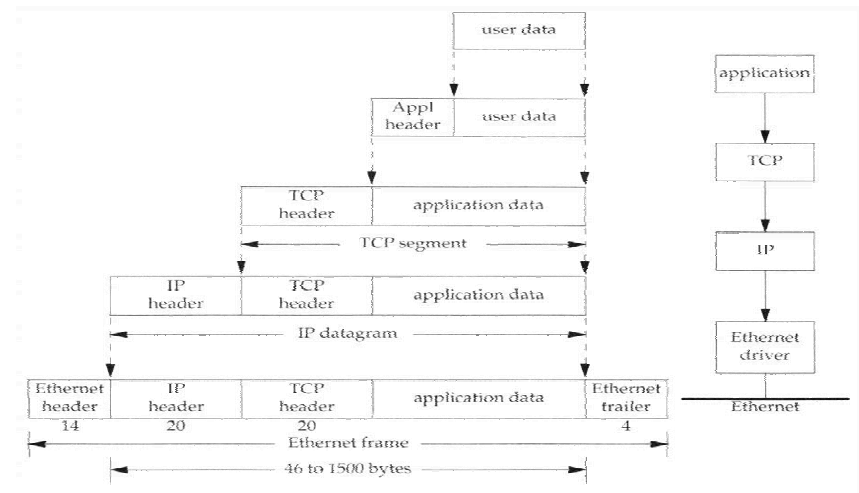 user data
application
Appl
header
user data
TCP
TCP
header
application data
TCP segment
IP
IP
header
TCP
header
application data
IP datagram
Ethernet
driver
Ethernet
header
IP
header
TCP
header
application data
Ethernet
trailer
Ethernet
14
20
20
4
Ethernet frame
46 to 1500 bytes